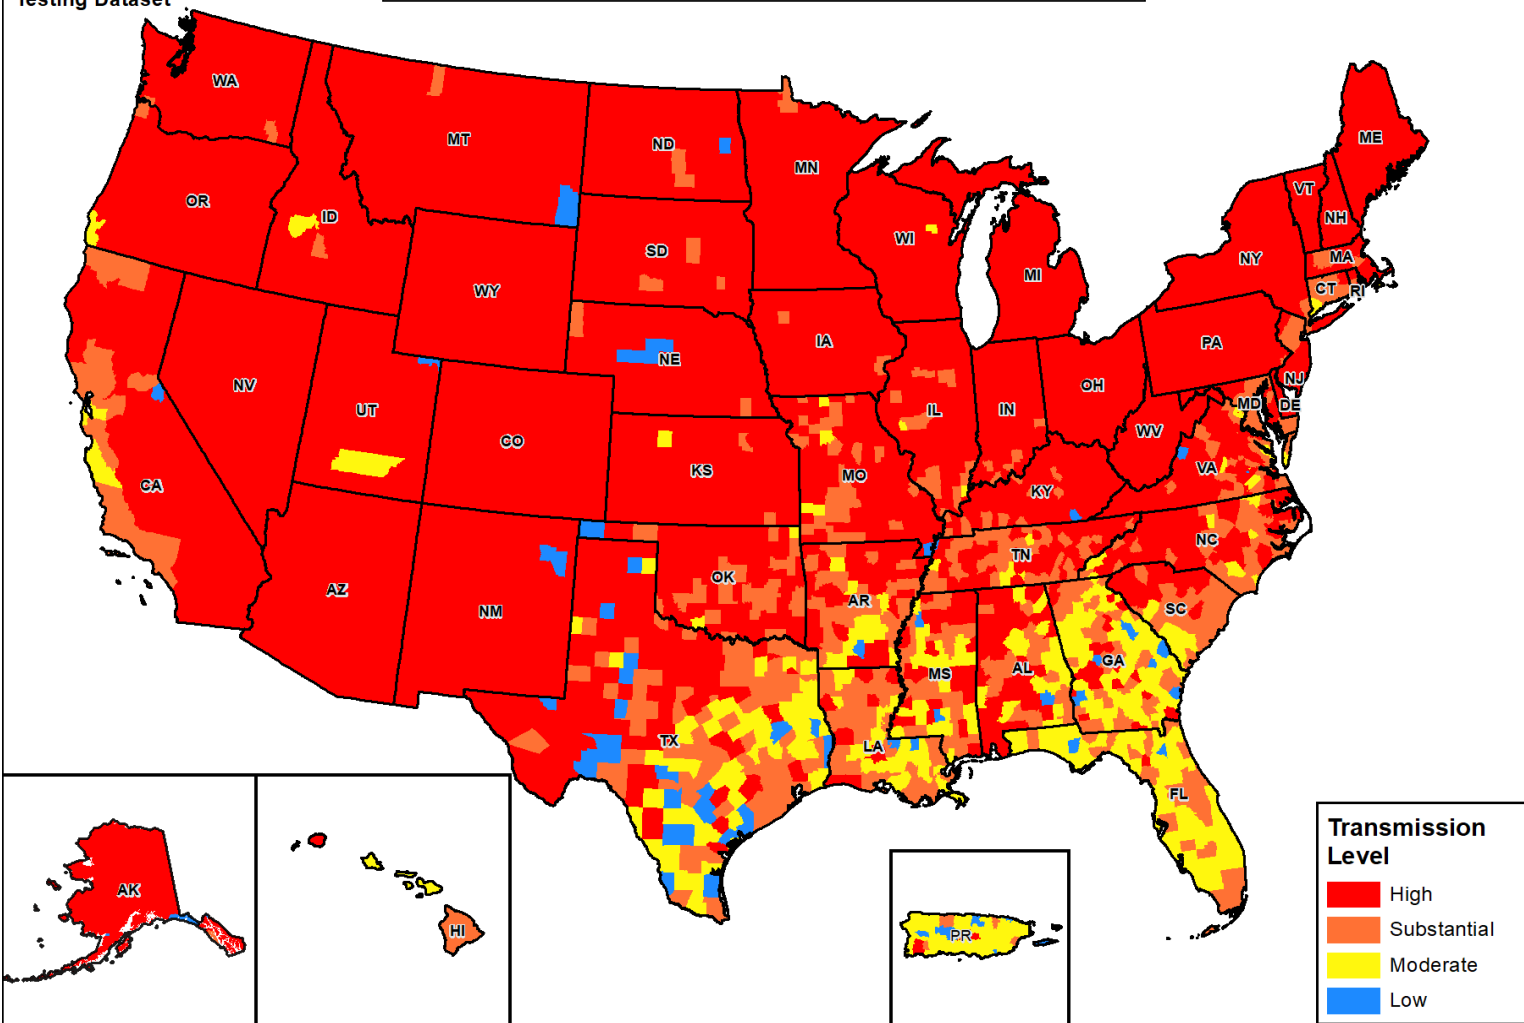 Testing Dataset
WA
MT
ND
MN
ME
OR
ID
SD
WI
MI
VT
NH
NY
MA
CT
RI
WY
IA
NE
PA
NV
UT
CO
IL
IN
OH
NJ
MD
DE
WV
CA
KS
MO
KY
VA
AZ
NM
OK
AR
TN
NC
SC
TX
LA
MS
AL
GA
FL
AK
HI
PR
Transmission
Level
High
Substantial
Moderate
Low